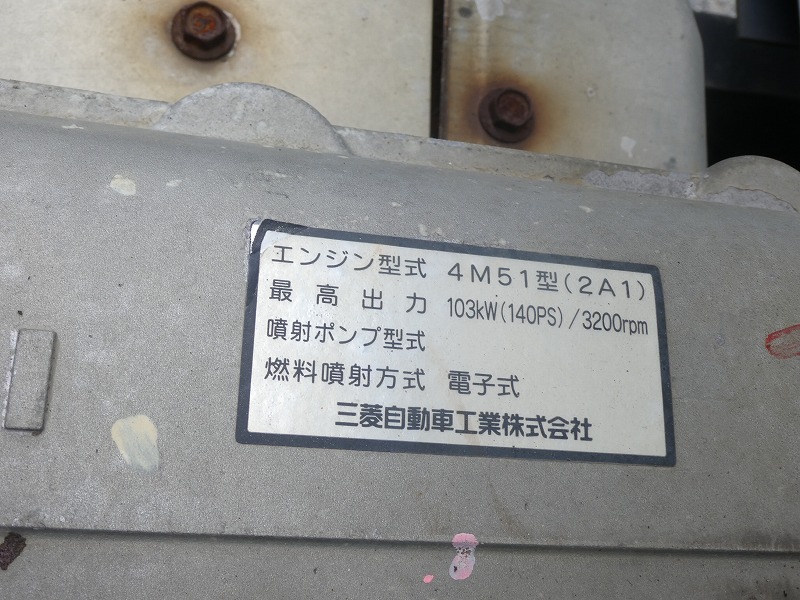 エンジン型式 4M51型(2A1)
最高出力 103kW(140PS)/3200rpm
噴射ポンプ型式
燃料噴射方式 電子式
三菱自動車工業株式会社